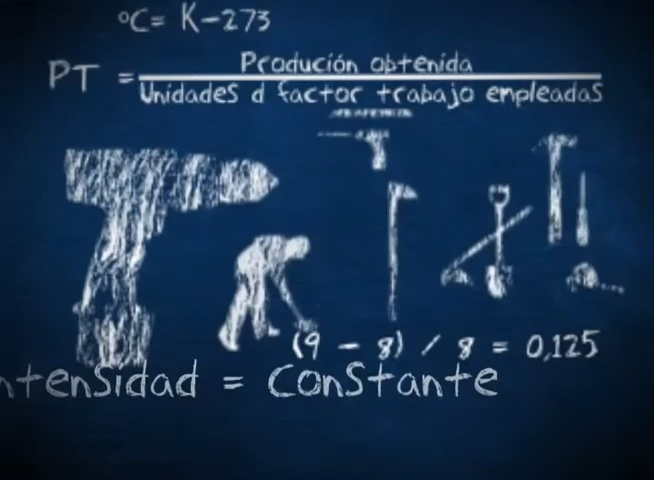 °C= K-273
PT = Produción obtenida
Unidades d factor trabajo empleadas
(9 - 8) / 8 = 0,125
ntensidad = Constante